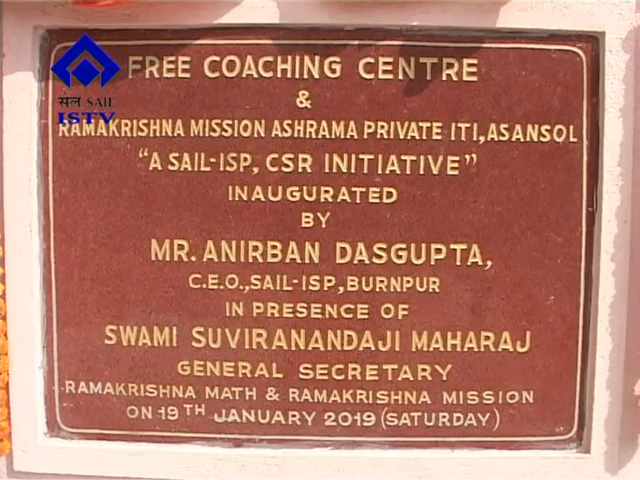 FREE COACHING CENTRE
&
RAMAKRISHNA MISSION ASHRAMA PRIVATE ITI, ASANSOL
"A SAIL-ISP, CSR INITIATIVE"
INAUGURATED
BY
MR. ANIRBAN DASGUPTA,
C.E.O., SAIL-ISP, BURNPUR
IN PRESENCE OF
SWAMI SUVIRANANDAJI MAHARAJ
GENERAL SECRETARY
RAMAKRISHNA MATH & RAMAKRISHNA MISSION
ON 19TH JANUARY 2019 (SATURDAY)
सेल SAIL
ISTV